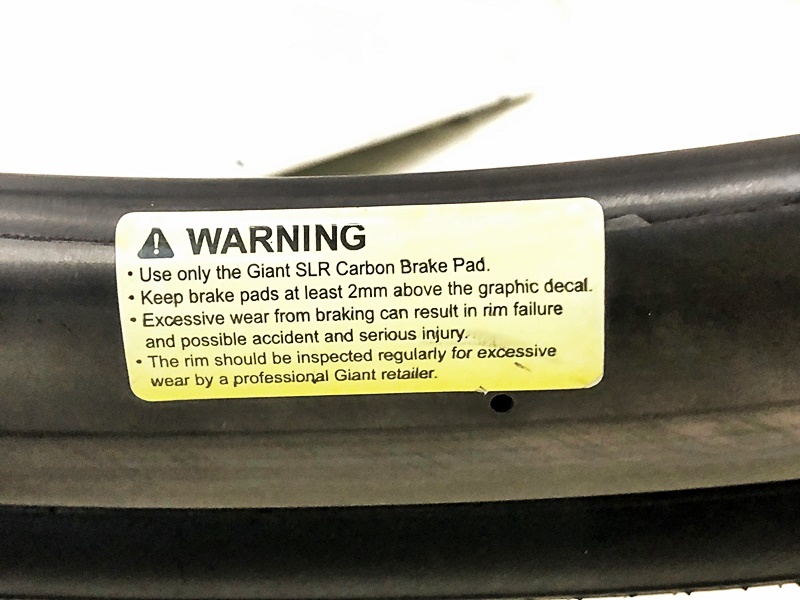 WARNING
• Use only the Giant SLR Carbon Brake Pad.
• Keep brake pads at least 2mm above the graphic decal.
• Excessive wear from braking can result in rim failure
and possible accident and serious injury.
• The rim should be inspected regularly for excessive
wear by a professional Giant retailer.